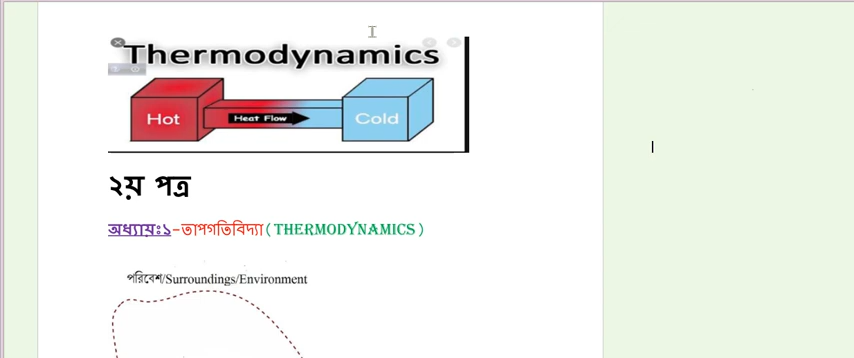 Thermodynamics
Hot
Heat Flow
Cold
২য় পত্র
অধ্যায়ঃ১-তাপগতিবিদ্যা( THERMODYNAMICS )
পরিবেশ/Surroundings/Environment